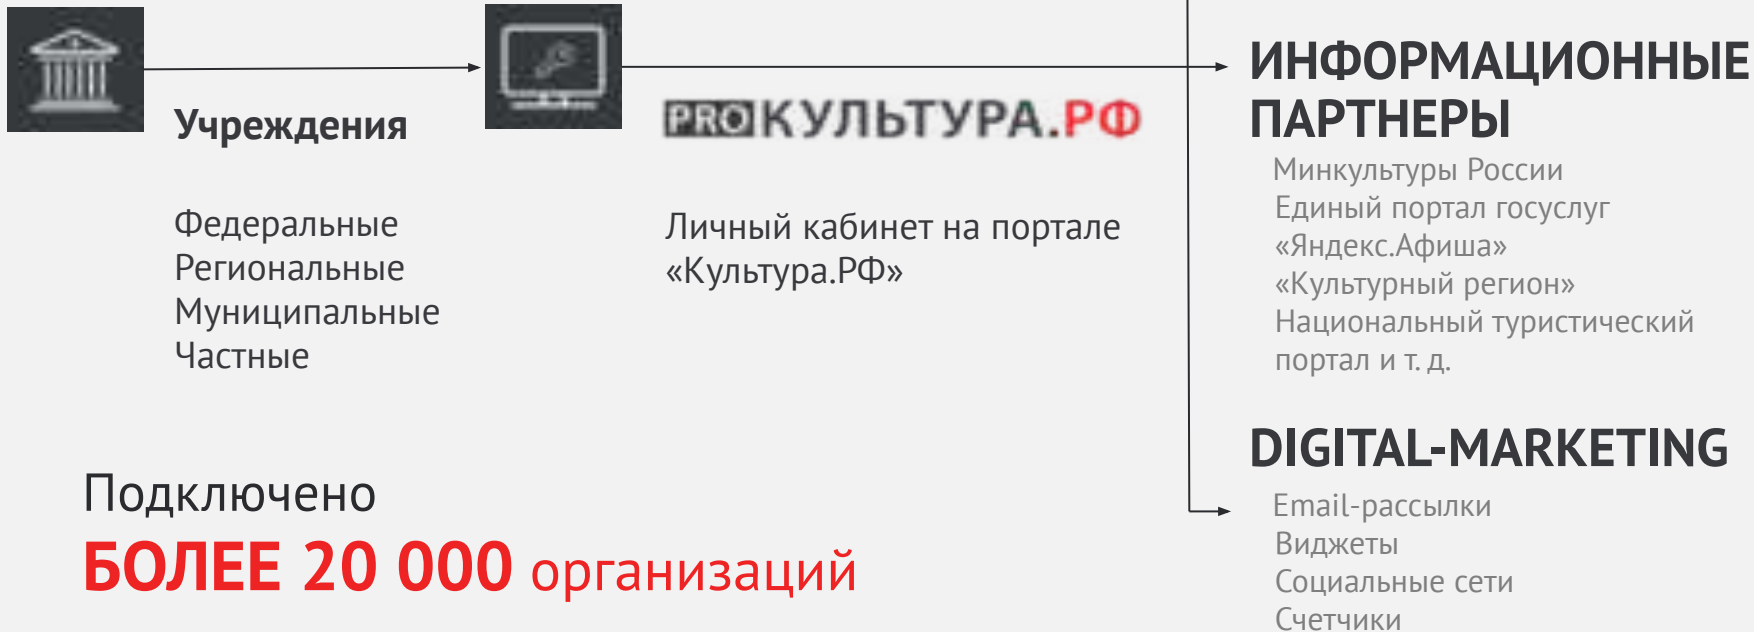 Учреждения
Федеральные
Региональные
Муниципальные
Частные
PROКУЛЬТУРА.РФ
Личный кабинет на портале
«Культура.РФ»
ИНФОРМАЦИОННЫЕ
ПАРТНЕРЫ
Минкультуры России
Единый портал госуслуг
«Яндекс.Афиша»
«Культурный регион»
Национальный туристический
портал и т. д.
DIGITAL-MARKETING
Email-рассылки
Виджеты
Социальные сети
Счетчики
Подключено
БОЛЕЕ 20 000 организаций